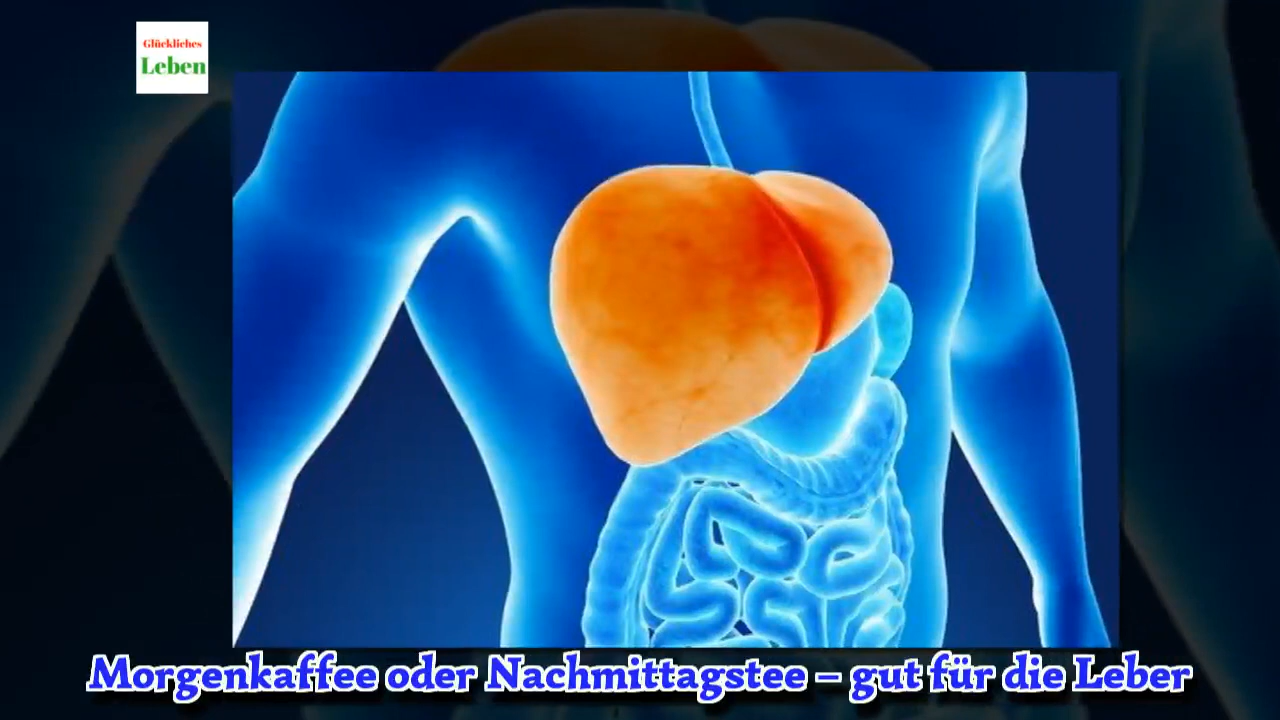 Glückliches
Leben
Morgenkaffee oder Nachmittagstee – gut für die Leber